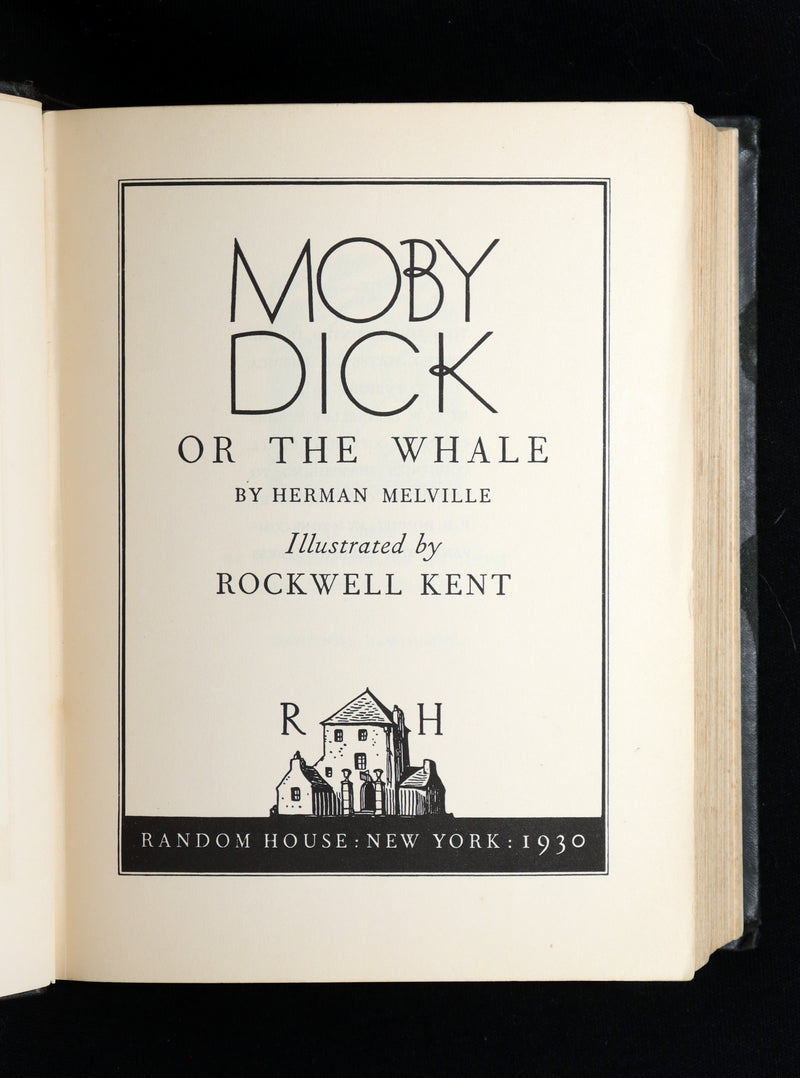 MOBY
DICK
OR THE WHALE
BY HERMAN MELVILLE
Illustrated by
ROCKWELL KENT
R H
RANDOM HOUSE : NEW YORK : 1930